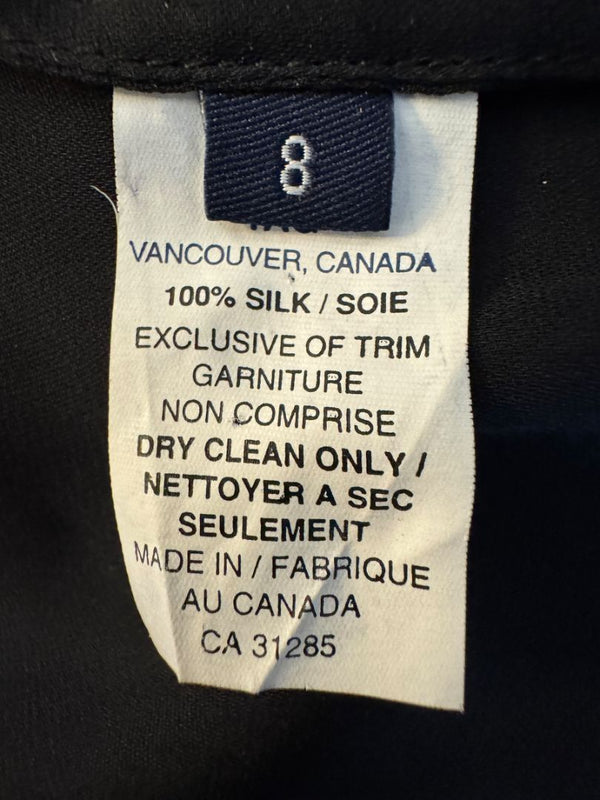 8
VANCOUVER, CANADA
100% SILK / SOIE
EXCLUSIVE OF TRIM
GARNITURE
NON COMPRISE
DRY CLEAN ONLY /
NETTOYER A SEC
SEULEMENT
MADE IN / FABRIQUE
AU CANADA
CA 31285